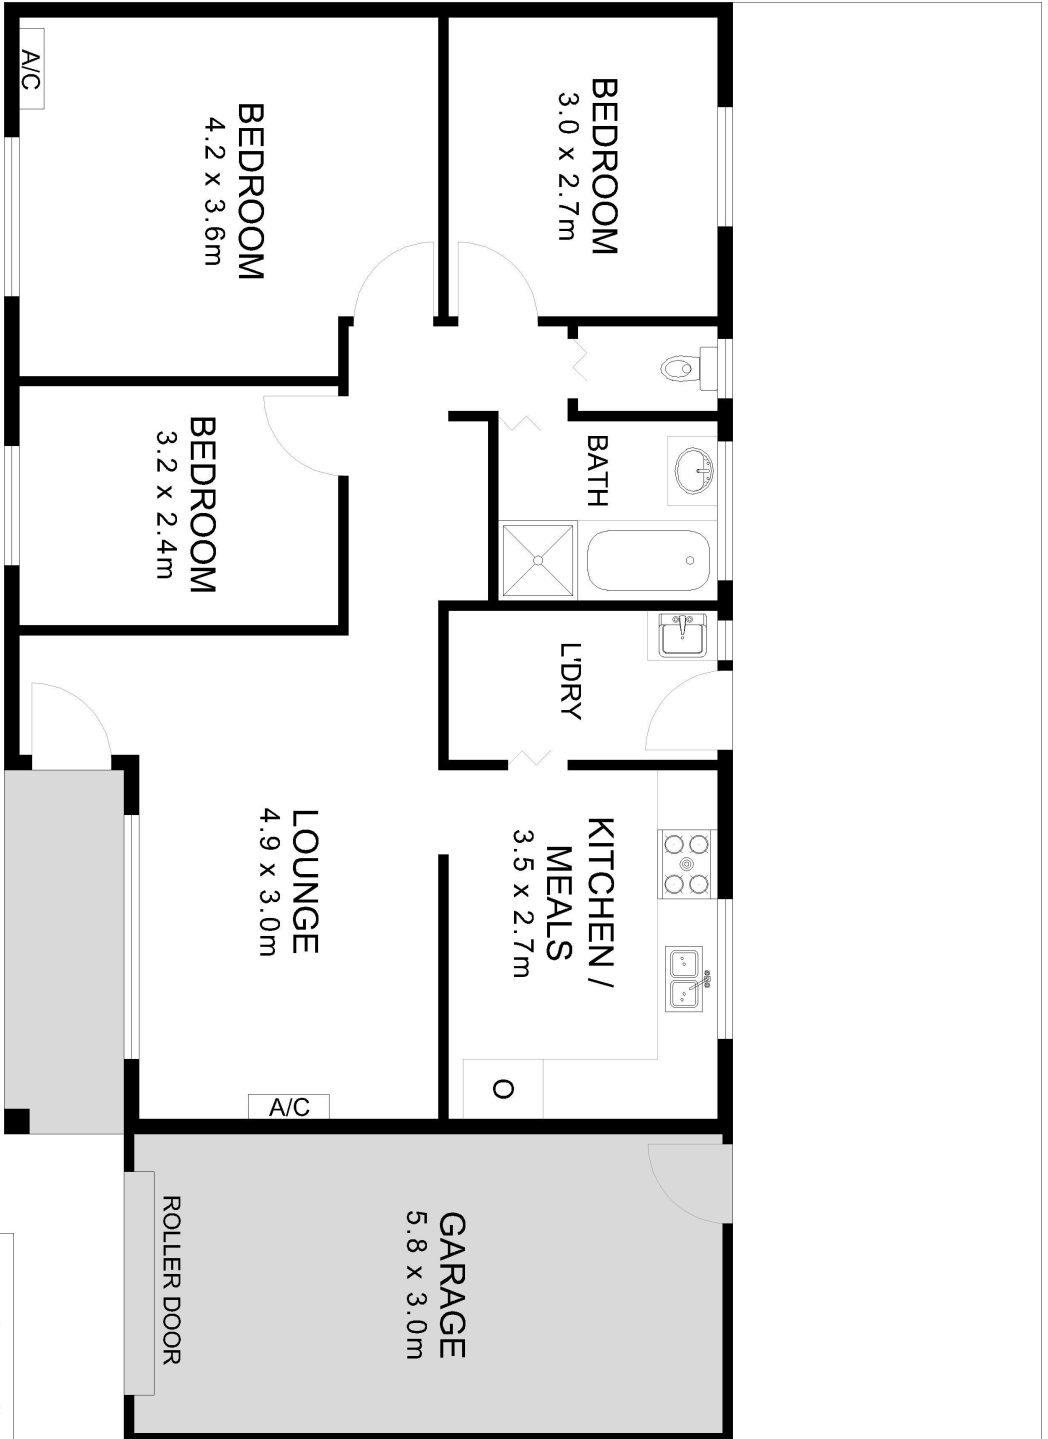 BEDROOM
3.0 x 2.7m
A/C
BEDROOM
4.2 x 3.6m
BATH
BEDROOM
3.2 x 2.4m
L'DRY
KITCHEN /
MEALS
3.5 x 2.7m
LOUNGE
4.9 x 3.0m
O
A/C
GARAGE
5.8 x 3.0m
ROLLER DOOR